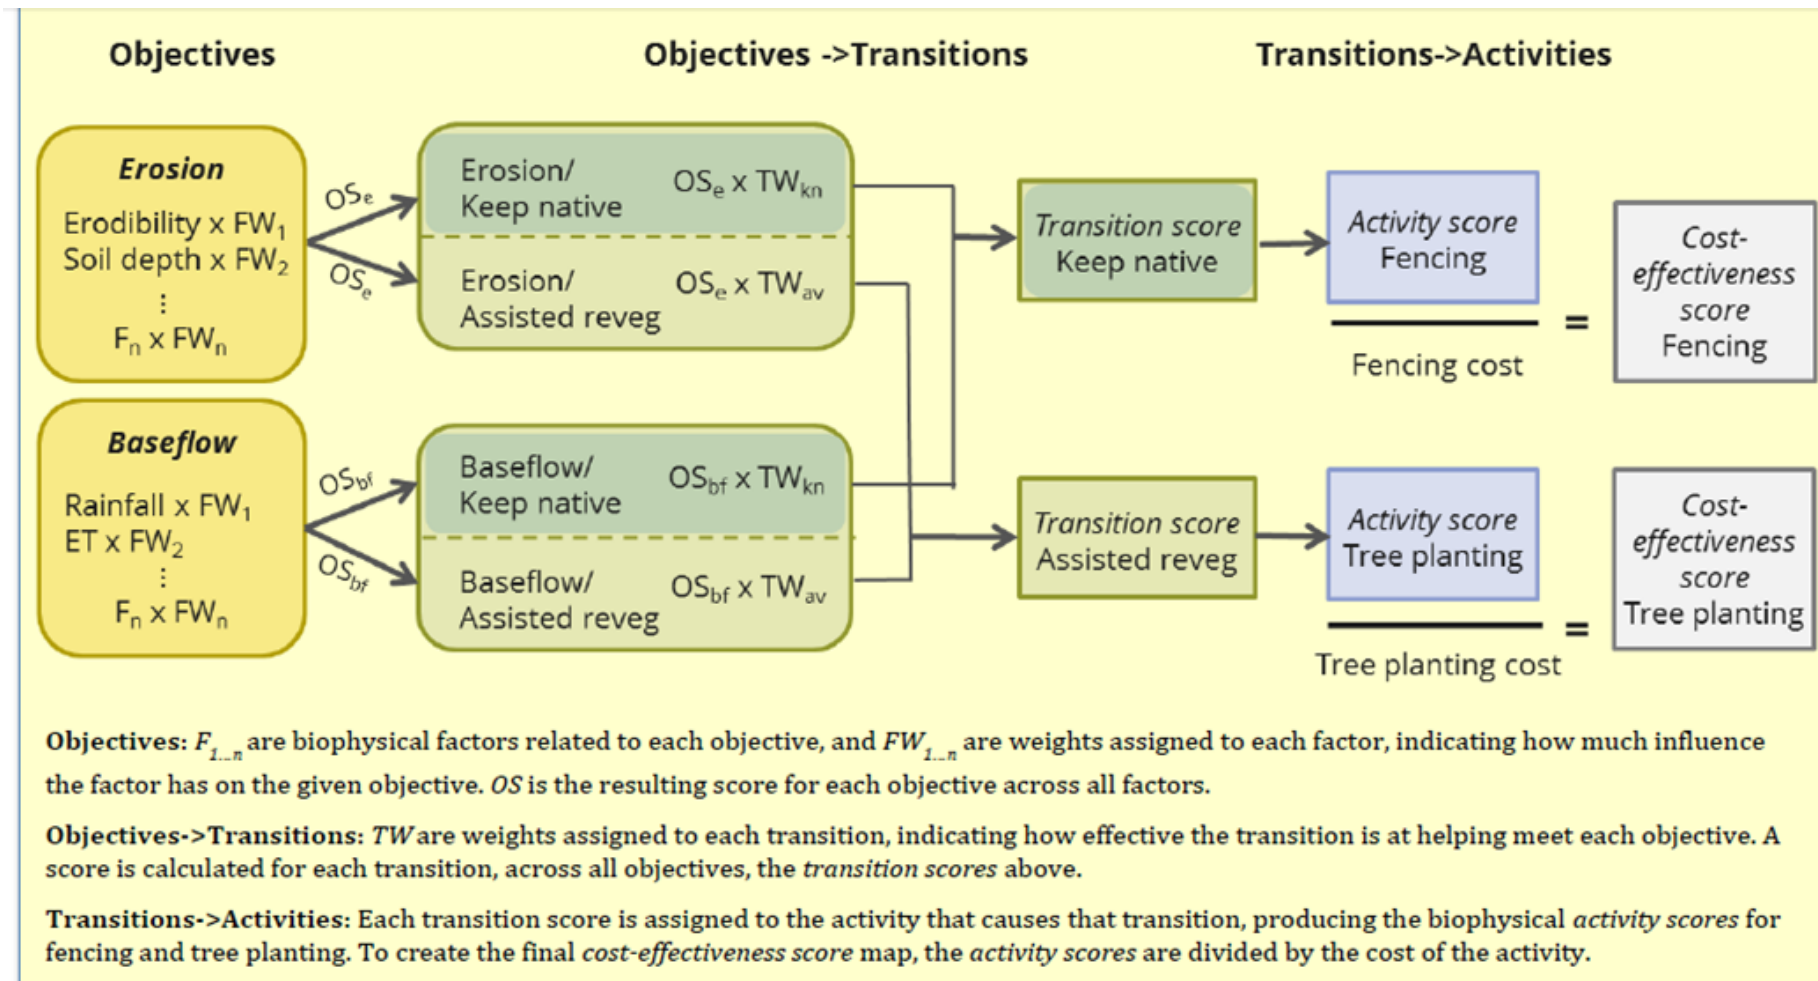 Objectives
Objectives ->Transitions
Transitions->Activities
Erosion
Erodibility x FW1
Soil depth x FW2
⋮
Fn x FWn
OSe
OSe
Erosion/
Keep native
OSe x TWkn
Erosion/
Assisted reveg
OSe x TWav
Transition score
Keep native
Activity score
Fencing
Fencing cost
=
Cost-
effectiveness
score
Fencing
Baseflow
Rainfall x FW1
ET x FW2
⋮
Fn x FWn
OSbf
OSbf
Baseflow/
Keep native
OSbf x TWkn
Baseflow/
Assisted reveg
OSbf x TWav
Transition score
Assisted reveg
Activity score
Tree planting
Tree planting cost
=
Cost-
effectiveness
score
Tree planting
Objectives: F1...n are biophysical factors related to each objective, and FW1...n are weights assigned to each factor, indicating how much influence
the factor has on the given objective. OS is the resulting score for each objective across all factors.
Objectives->Transitions: TW are weights assigned to each transition, indicating how effective the transition is at helping meet each objective. A
score is calculated for each transition, across all objectives, the transition scores above.
Transitions->Activities: Each transition score is assigned to the activity that causes that transition, producing the biophysical activity scores for
fencing and tree planting. To create the final cost-effectiveness score map, the activity scores are divided by the cost of the activity.